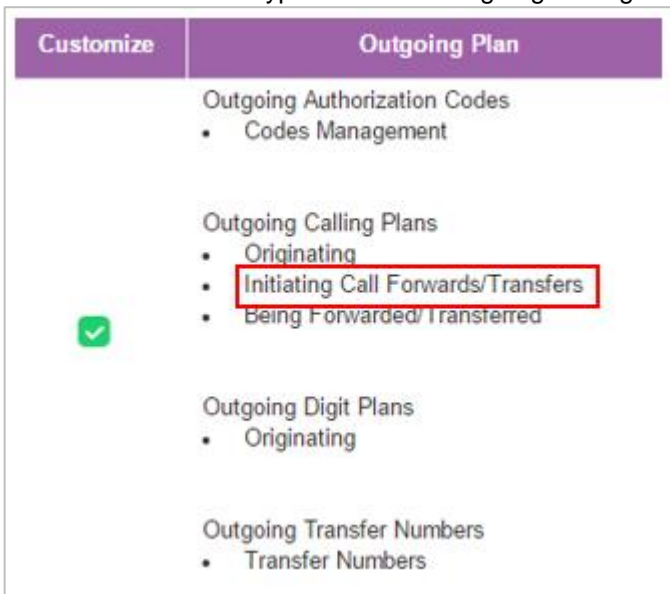 Customize Outgoing Plan
Outgoing Authorization Codes
• Codes Management
Outgoing Calling Plans
• Originating
• Initiating Call Forwards/Transfers
• Being Forwarded/Transferred
Outgoing Digit Plans
• Originating
Outgoing Transfer Numbers
• Transfer Numbers